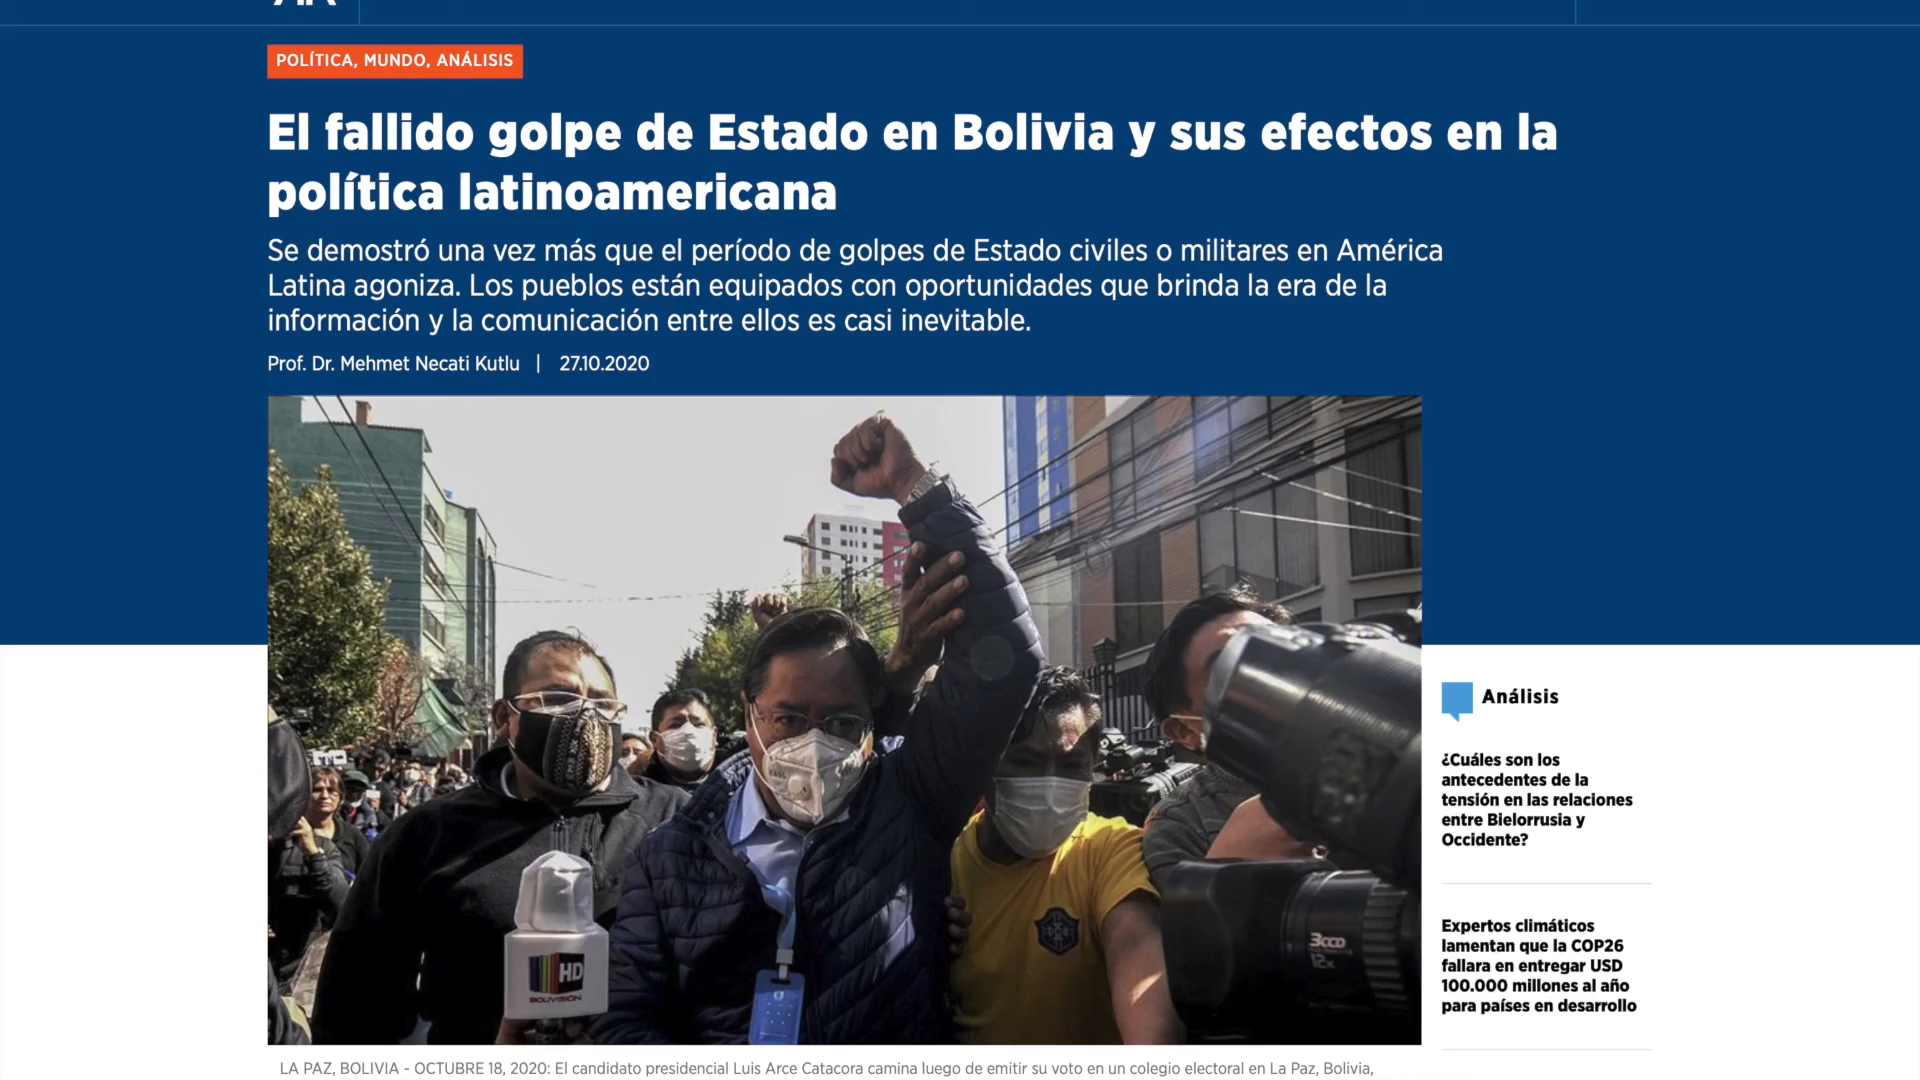 POLÍTICA, MUNDO, ANÁLISIS
El fallido golpe de Estado en Bolivia y sus efectos en la
política latinoamericana
Se demostró una vez más que el período de golpes de Estado civiles o militares en América
Latina agoniza. Los pueblos están equipados con oportunidades que brinda la era de la
información y la comunicación entre ellos es casi inevitable.
Prof. Dr. Mehmet Necati Kutlu | 27.10.2020
HD
BOLIVISIÓN
3CCD
12x
Análisis
¿Cuáles son los
antecedentes de la
tensión en las relaciones
entre Bielorrusia y
Occidente?
Expertos climáticos
lamentan que la COP26
fallara en entregar USD
100.000 millones al año
para países en desarrollo
LA PAZ, BOLIVIA - OCTUBRE 18, 2020: El candidato presidencial Luis Arce Catacora camina luego de emitir su voto en un colegio electoral en La Paz, Bolivia,